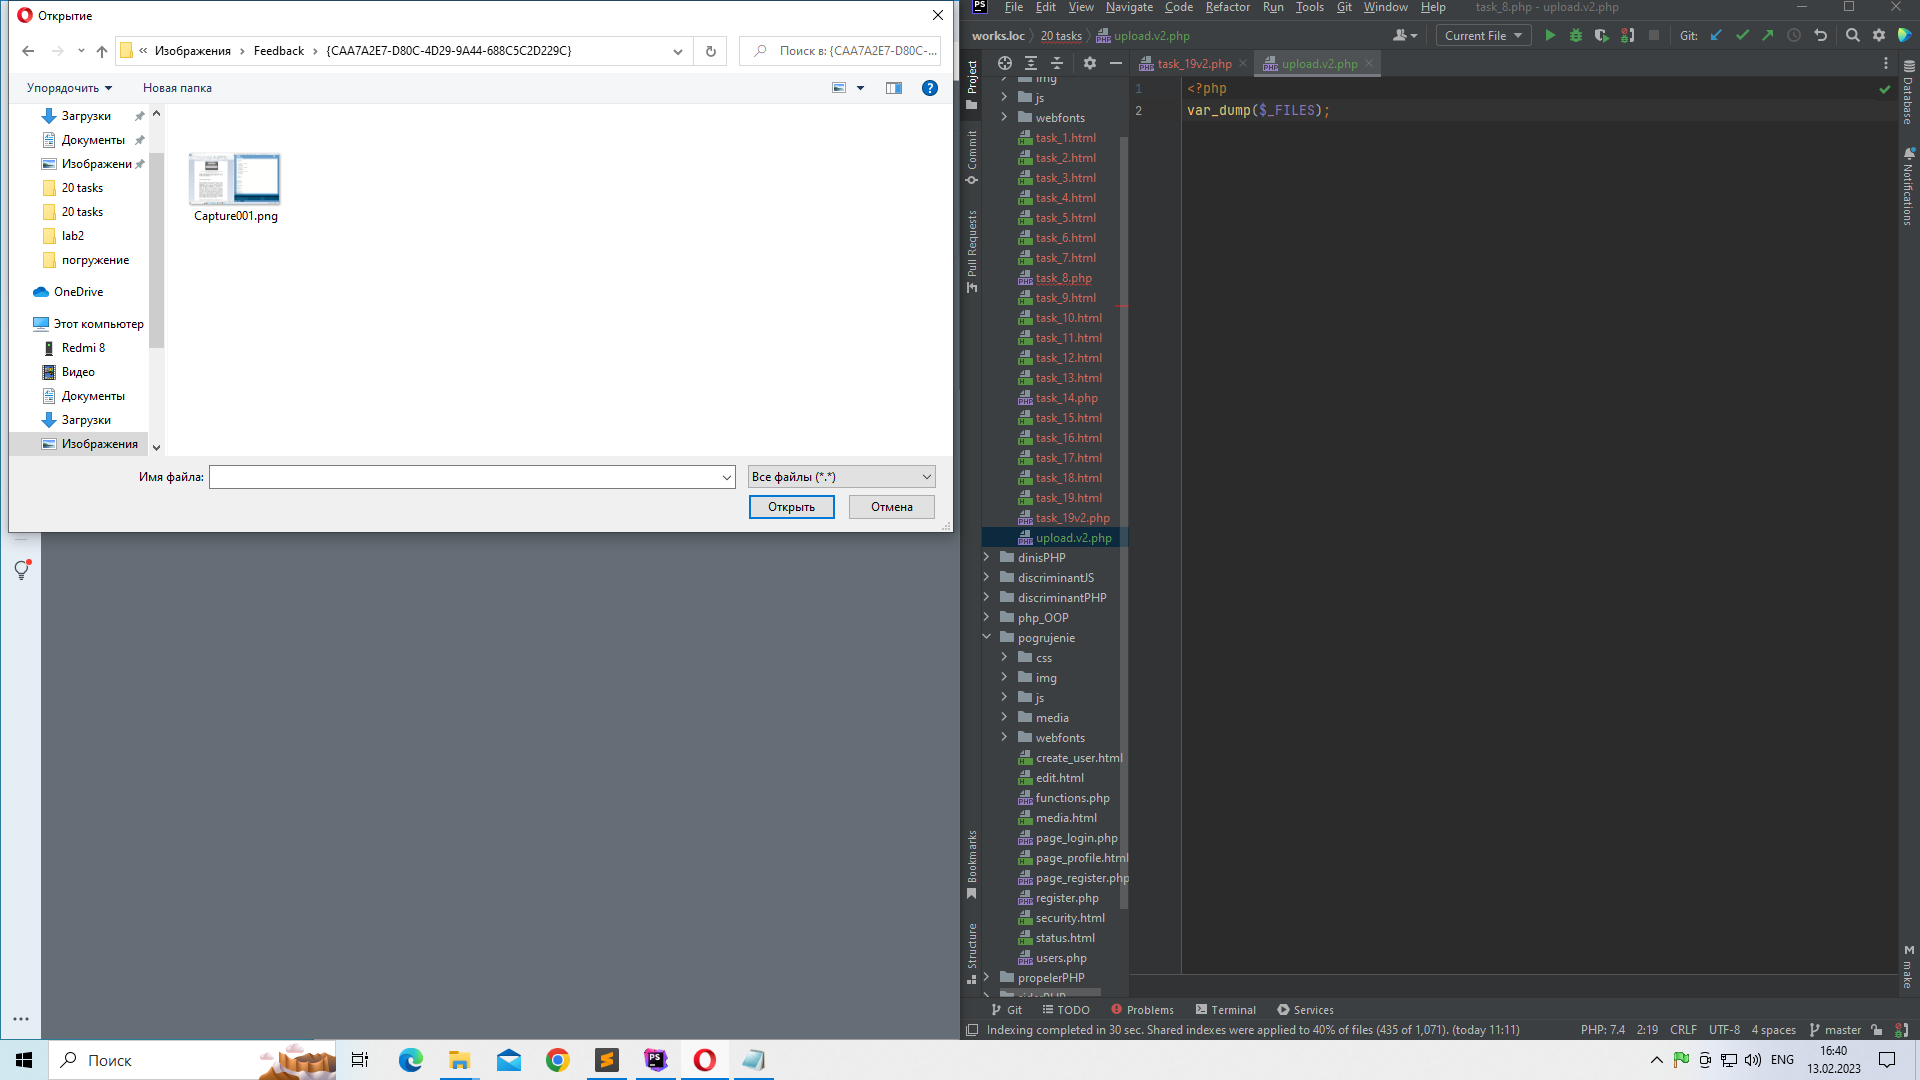 Открытие
« Изображения › Feedback › {CAA7A2E7-D80C-4D29-9A44-688C5C2D229C}
Поиск в: {CAA7A2E7-D80C-...
Упорядочить
Новая папка
Загрузки
Документы
Изображени
20 tasks
20 tasks
lab2
погружение
OneDrive
Этот компьютер
Redmi 8
Видео
Документы
Загрузки
Изображения
Capture001.png
Имя файла:
Все файлы (*.*)
Открыть
Отмена
PS
File Edit View Navigate Code Refactor Run Tools Git Window Help
task_8.php - upload.v2.php
works.loc › 20 tasks › upload.v2.php
Current File
Git:
Project
Commit
Pull Requests
Bookmarks
Structure
img
js
webfonts
task_1.html
task_2.html
task_3.html
task_4.html
task_5.html
task_6.html
task_7.html
task_8.php
task_9.html
task_10.html
task_11.html
task_12.html
task_13.html
task_14.php
task_15.html
task_16.html
task_17.html
task_18.html
task_19.html
task_19v2.php
upload.v2.php
dinisPHP
discriminantJS
discriminantPHP
php_OOP
pogrujenie
css
img
js
media
webfonts
create_user.html
edit.html
functions.php
media.html
page_login.php
page_profile.html
page_register.php
register.php
security.html
status.html
users.php
propelerPHP
task_19v2.php
upload.v2.php
1 <?php
2 var_dump($_FILES);
Database
Notifications
M make
Git
TODO
Problems
Terminal
Services
Indexing completed in 30 sec. Shared indexes were applied to 40% of files (435 of 1,071). (today 11:11)
PHP: 7.4 2:19 CRLF UTF-8 4 spaces master
Поиск
ENG
16:40
13.02.2023